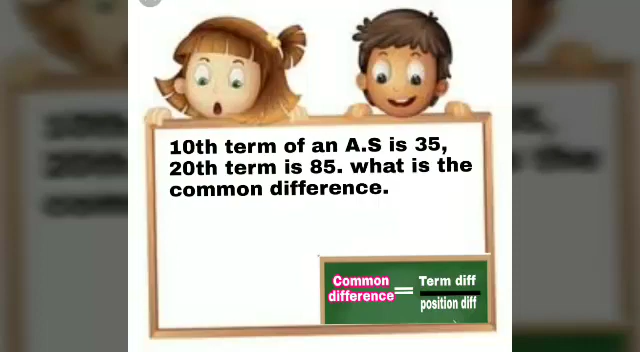 10th term of an A.S is 35,
20th term is 85. what is the
common difference.
Common
difference = Term diff
position diff